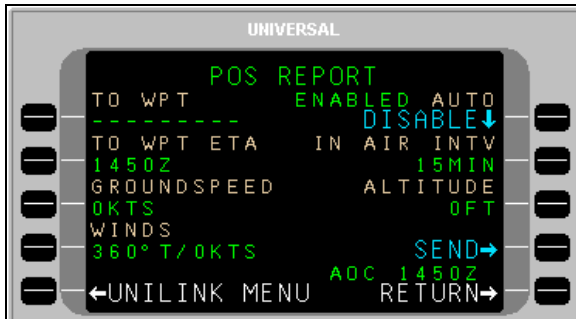 UNIVERSAL
POS REPORT
TO WPT ENABLED AUTO
--------- DISABLE↓
TO WPT ETA IN AIR INTV
1450Z 15MIN
GROUNDSPEED ALTITUDE
0KTS 0FT
WINDS
360°T/0KTS SEND→
AOC 1450Z
←UNILINK MENU RETURN→